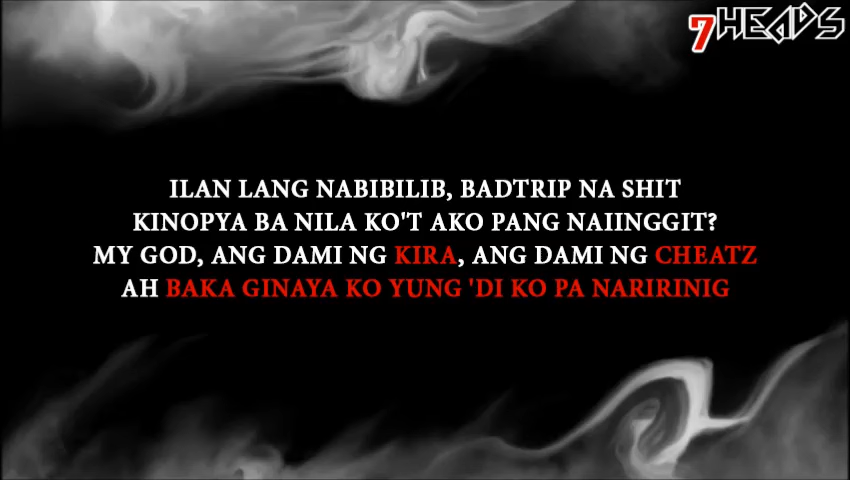 7HEADS
ILAN LANG NABIBILIB, BADTRIP NA SHIT
KINOPYA BA NILA KO'T AKO PANG NAIINGGIT?
MY GOD, ANG DAMI NG KIRA, ANG DAMI NG CHEATZ
AH BAKA GINAYA KO YUNG 'DI KO PA NARIRINIG